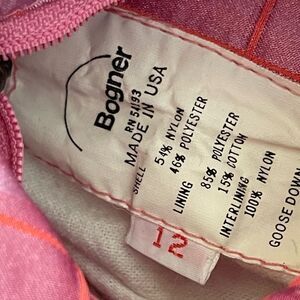 Bogner
RN 54193
MADE IN USA
SHELL 54% NYLON
46% POLYESTER
LINING 85% POLYESTER
15% COTTON
INTERLINING 100% NYLON
GOOSE DOWN
12